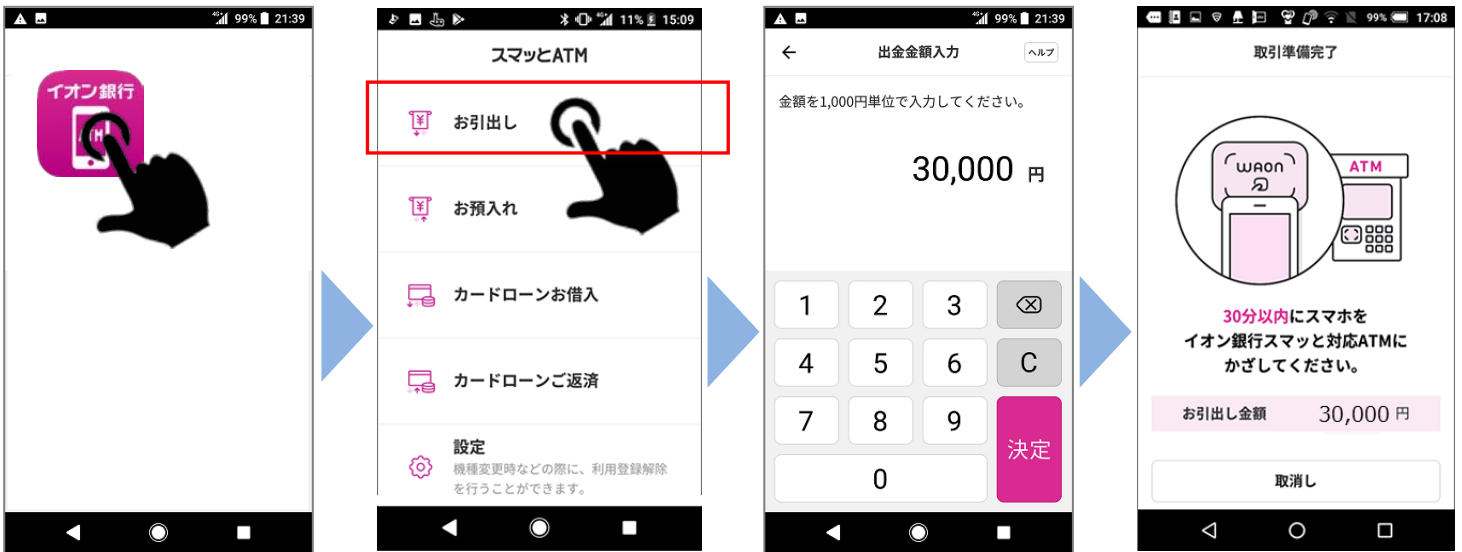 99% 21:39
イオン銀行
ATM
11% 15:09
スマッとATM
お引出し
お預入れ
カードローンお借入
カードローンご返済
設定
機種変更時などの際に、利用登録解除
を行うことができます。
99% 21:39
出金金額入力
ヘルプ
金額を1,000円単位で入力してください。
30,000 円
1 2 3
4 5 6 C
7 8 9
決定
0
99% 17:08
取引準備完了
WAON
ATM
30分以内にスマホを
イオン銀行スマッと対応ATMに
かざしてください。
お引出し金額 30,000 円
取消し